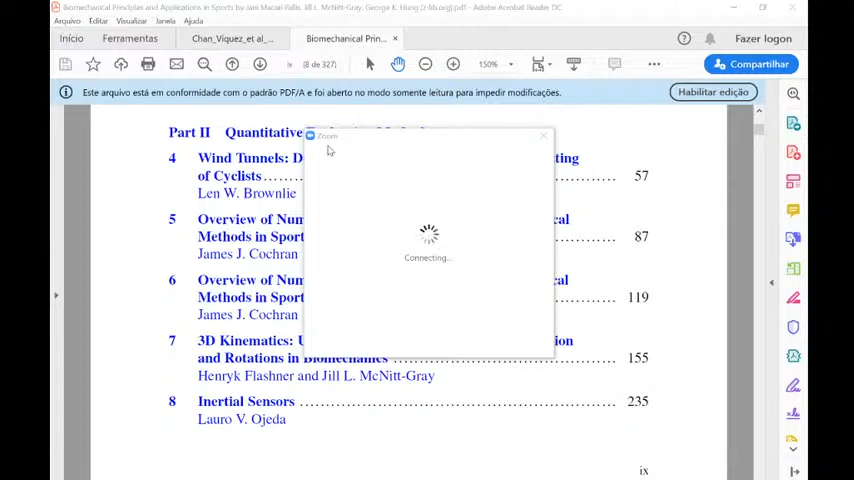 Biomechanical Principles and Applications in Sports by Jani Macari Pallis, Jill L. McNitt-Gray, George K. Hung (z-lib.org).pdf - Adobe Acrobat Reader DC
Arquivo Editar Visualizar Janela Ajuda
Início Ferramentas Chan_Viquez_et al_... Biomechanical Prin... × Fazer logon
ix (8 de 327) 150% Compartilhar
Este arquivo está em conformidade com o padrão PDF/A e foi aberto no modo somente leitura para impedir modificações. Habilitar edição
Part II Quantitative
Zoom
4 Wind Tunnels: D
of Cyclists 57
Len W. Brownlie
5 Overview of Num
Methods in Sport 87
James J. Cochran
Connecting...
6 Overview of Num
Methods in Sport 119
James J. Cochran
7 3D Kinematics: U
and Rotations in Biomechanics 155
Henryk Flashner and Jill L. McNitt-Gray
8 Inertial Sensors 235
Lauro V. Ojeda
ix